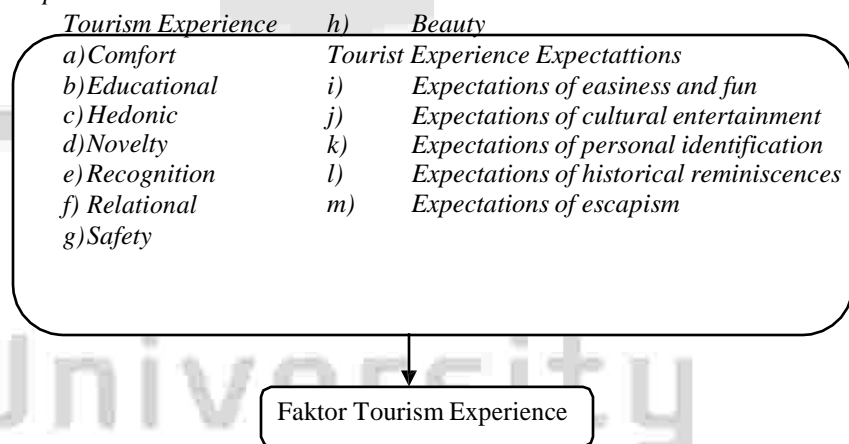 Tourism Experience h) Beauty
a)Comfort Tourist Experience Expectattions
b)Educational i) Expectations of easiness and fun
c)Hedonic j) Expectations of cultural entertainment
d)Novelty k) Expectations of personal identification
e)Recognition l) Expectations of historical reminiscences
f) Relational m) Expectations of escapism
g)Safety
University
Faktor Tourism Experience